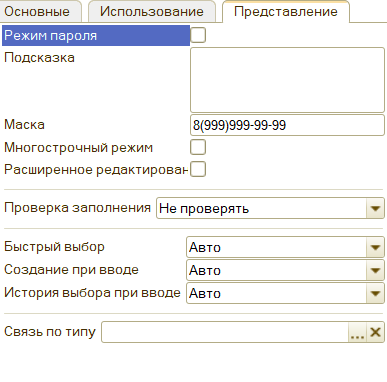 Основные Использование Представление
Режим пароля
Подсказка
Маска 8(999)999-99-99
Многострочный режим
Расширенное редактирован
Проверка заполнения Не проверять
Быстрый выбор Авто
Создание при вводе Авто
История выбора при вводе Авто
Связь по типу ...